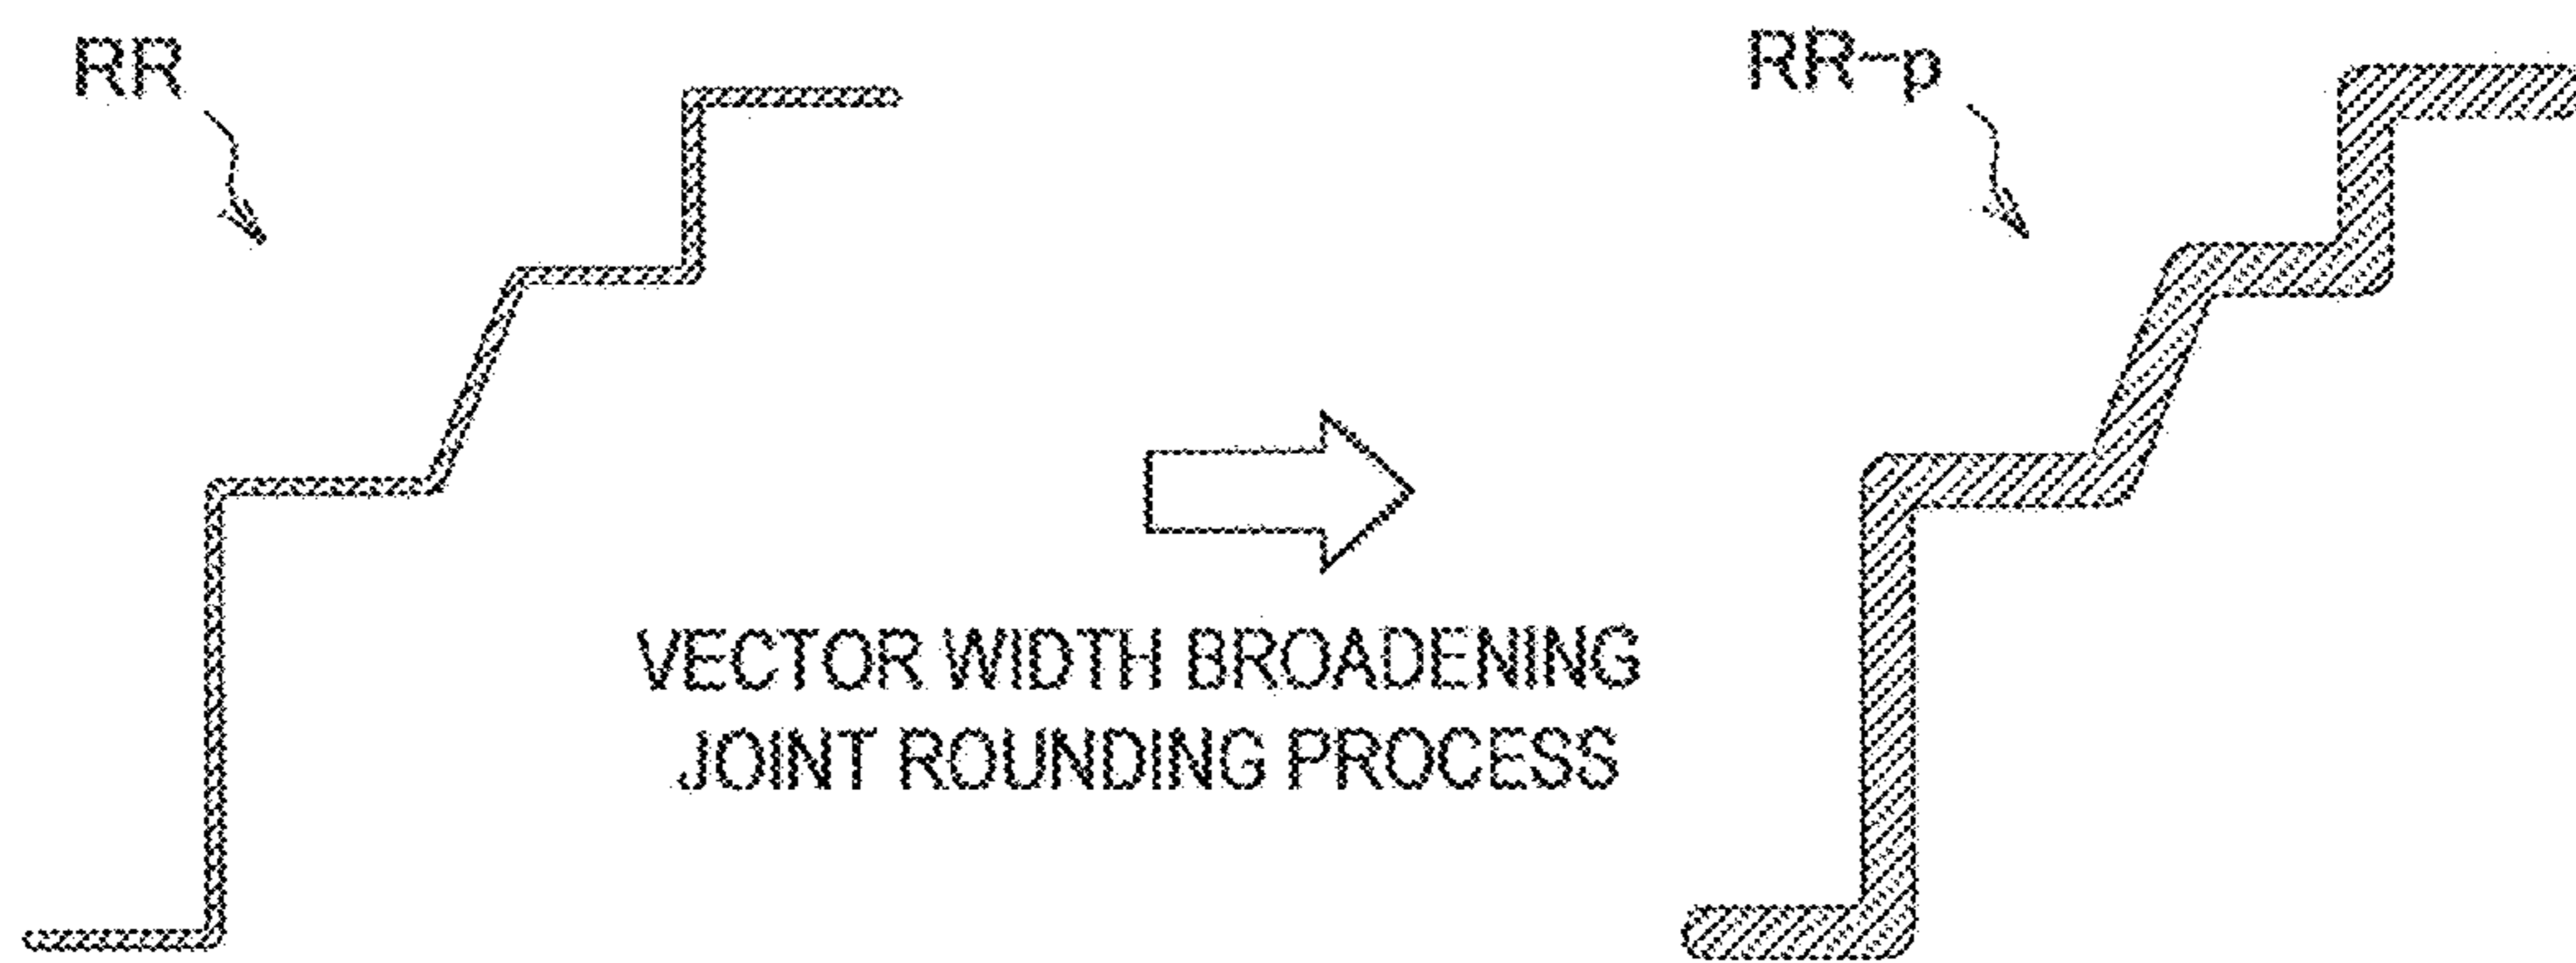 RR
RR-p
VECTOR WIDTH BROADENING
JOINT ROUNDING PROCESS